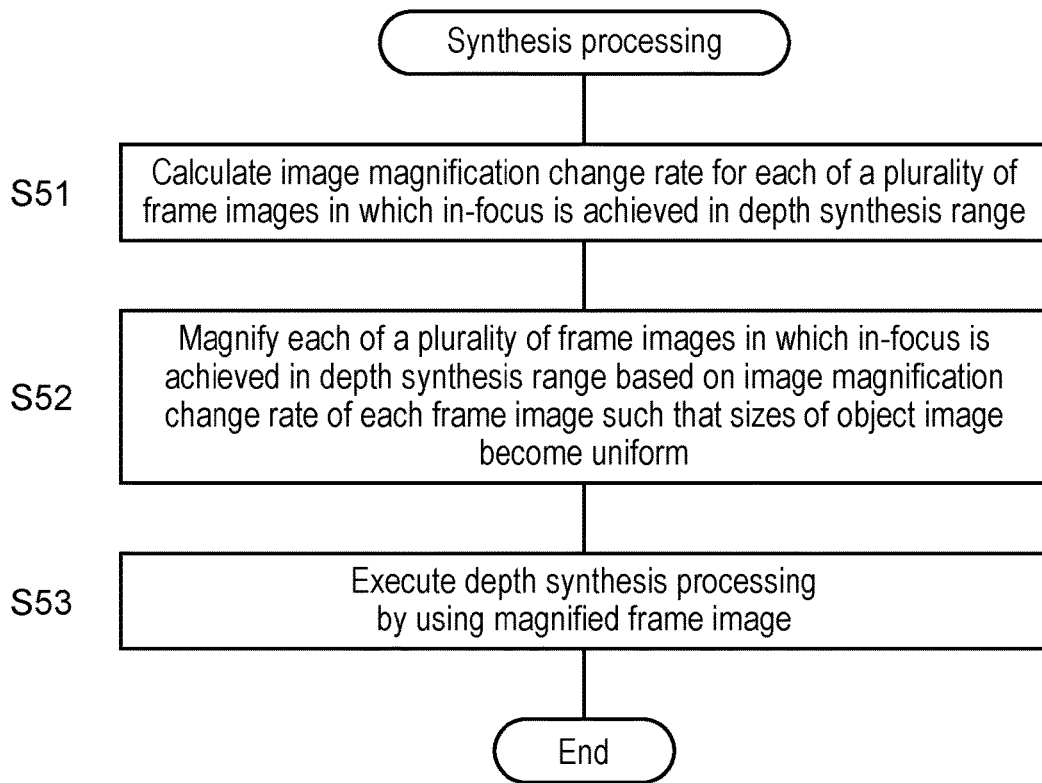 Synthesis processing
S51
Calculate image magnification change rate for each of a plurality of
frame images in which in-focus is achieved in depth synthesis range
S52
Magnify each of a plurality of frame images in which in-focus is
achieved in depth synthesis range based on image magnification
change rate of each frame image such that sizes of object image
become uniform
S53
Execute depth synthesis processing
by using magnified frame image
End